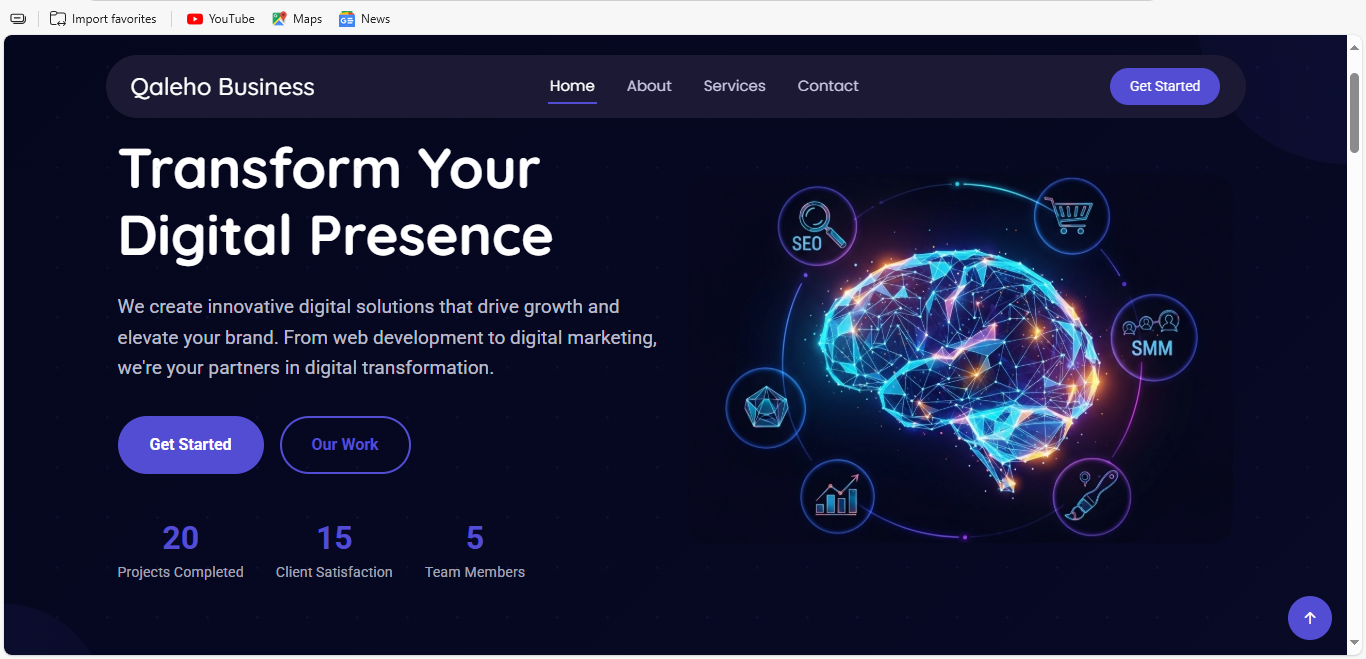 Import favorites
YouTube
Maps
News
Qaleho Business
Home
About
Services
Contact
Get Started
Transform Your
Digital Presence
We create innovative digital solutions that drive growth and
elevate your brand. From web development to digital marketing,
we're your partners in digital transformation.
Get Started
Our Work
20
Projects Completed
15
Client Satisfaction
5
Team Members
SEO
SMM